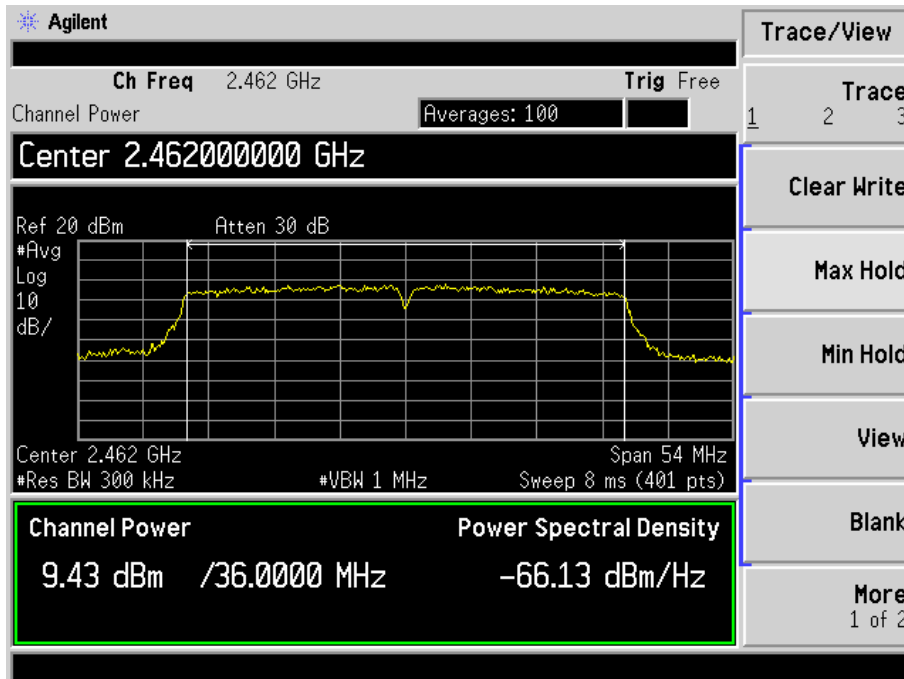 Agilent
Ch Freq 2.462 GHz Trig Free
Channel Power Averages: 100
Center 2.462000000 GHz
Ref 20 dBm Atten 30 dB
#Avg
Log
10
dB/
Center 2.462 GHz Span 54 MHz
#Res BW 300 kHz #VBW 1 MHz Sweep 8 ms (401 pts)
Channel Power Power Spectral Density
9.43 dBm /36.0000 MHz -66.13 dBm/Hz
Trace/View
Trace
1 2 3
Clear Write
Max Hold
Min Hold
View
Blank
More
1 of 2